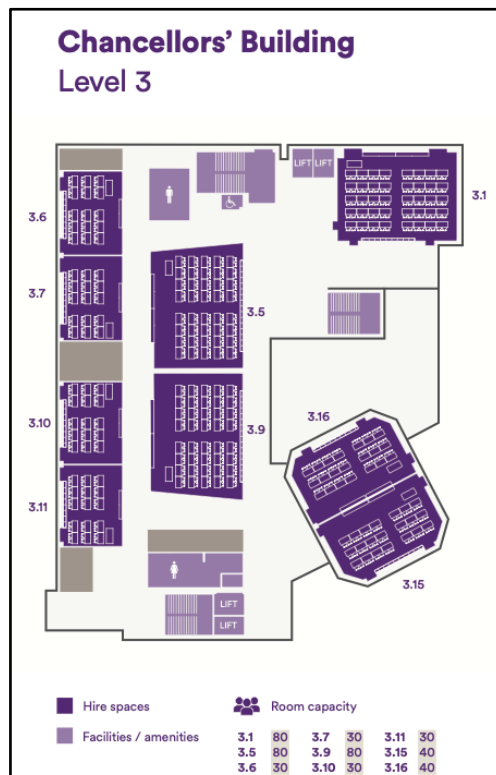 Chancellors' Building
Level 3
LIFT LIFT
3.1
3.6
3.7
3.5
3.16
3.10
3.9
3.11
3.15
LIFT
LIFT
Hire spaces
Room capacity
Facilities / amenities
3.1 80 3.7 30 3.11 30
3.5 80 3.9 80 3.15 40
3.6 30 3.10 30 3.16 40